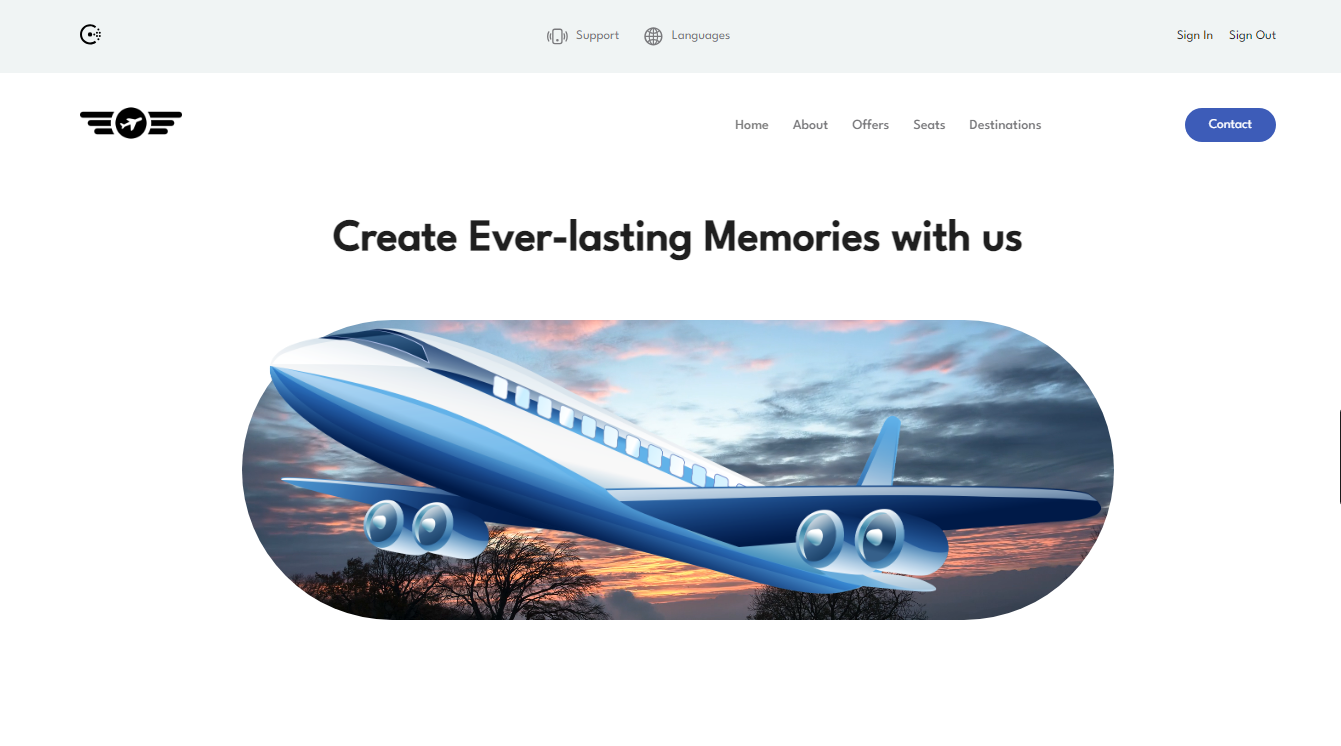 Support Languages Sign In Sign Out
Home About Offers Seats Destinations Contact
Create Ever-lasting Memories with us